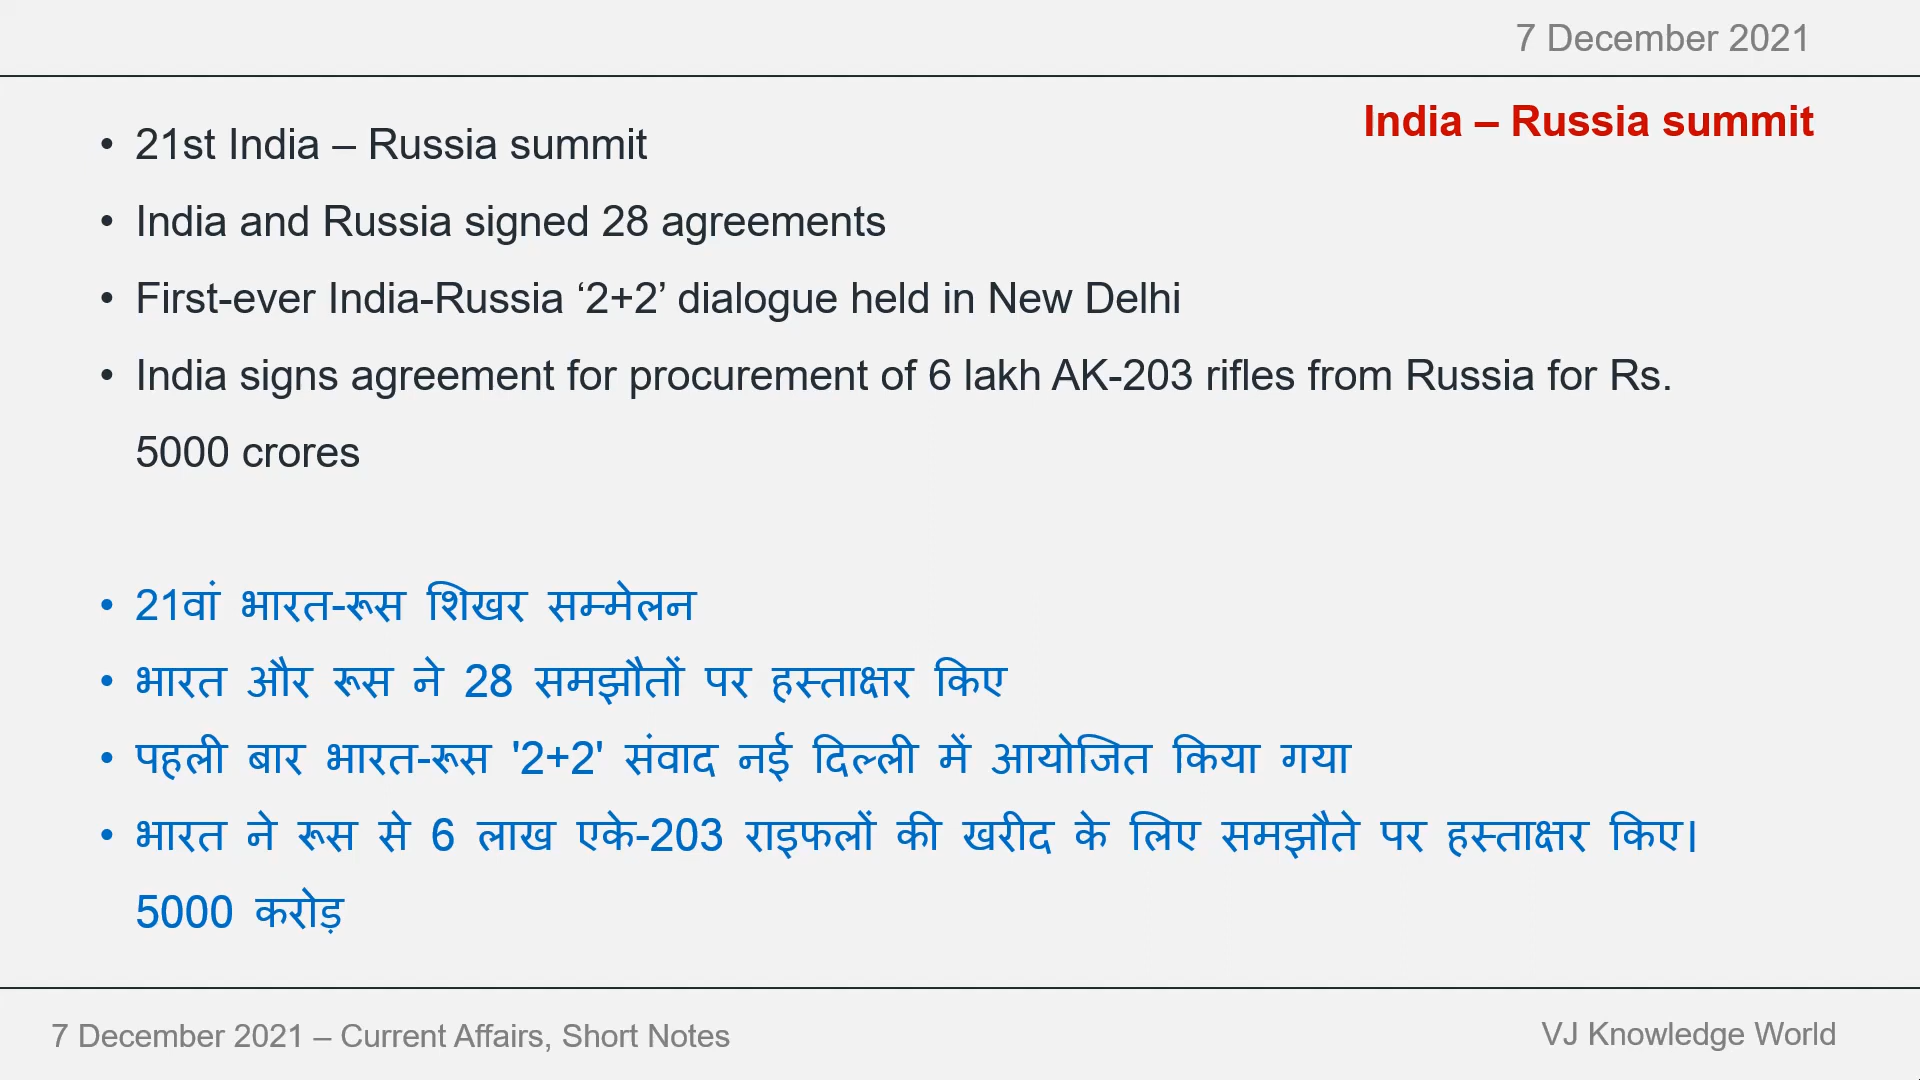 7 December 2021
India – Russia summit
• 21st India – Russia summit
• India and Russia signed 28 agreements
• First-ever India-Russia ‘2+2’ dialogue held in New Delhi
• India signs agreement for procurement of 6 lakh AK-203 rifles from Russia for Rs.
5000 crores
• 21वां भारत-रूस शिखर सम्मेलन
• भारत और रूस ने 28 समझौतों पर हस्ताक्षर किए
• पहली बार भारत-रूस '2+2' संवाद नई दिल्ली में आयोजित किया गया
• भारत ने रूस से 6 लाख एके-203 राइफलों की खरीद के लिए समझौते पर हस्ताक्षर किए।
5000 करोड़
7 December 2021 – Current Affairs, Short Notes
VJ Knowledge World